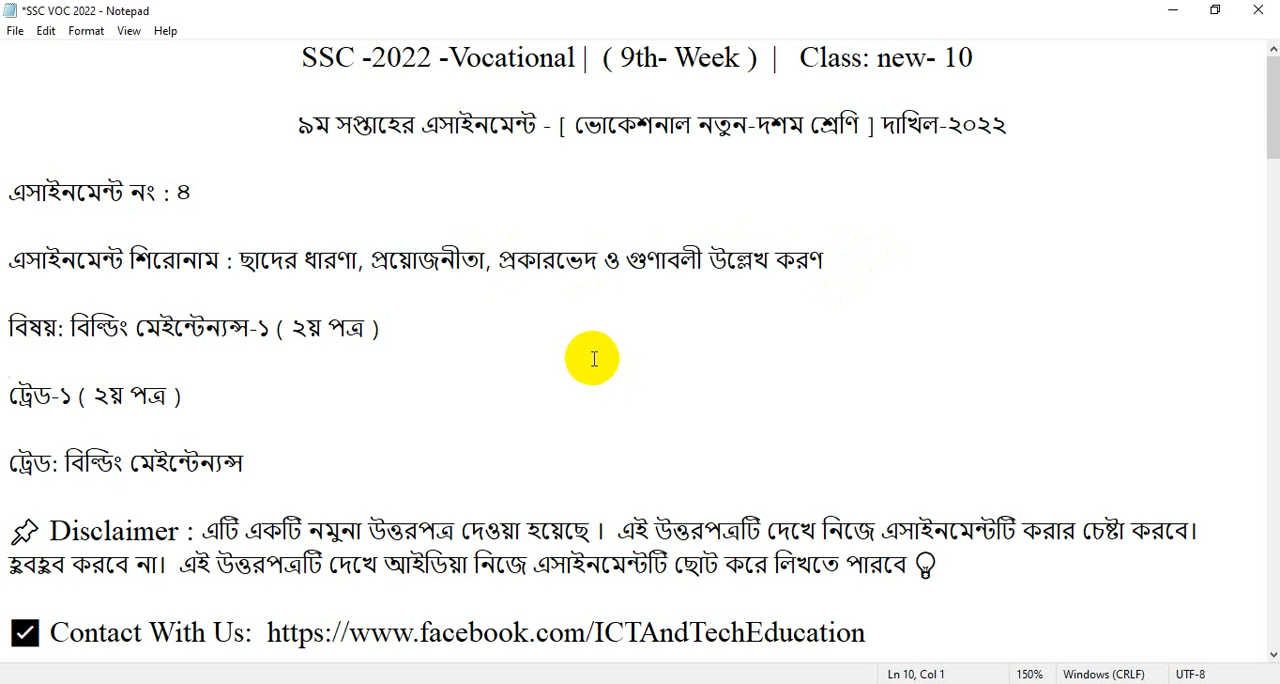 *SSC VOC 2022 - Notepad
File Edit Format View Help
SSC -2022 -Vocational | ( 9th- Week ) | Class: new- 10
৯ম সপ্তাহের এসাইনমেন্ট - [ ভোকেশনাল নতুন-দশম শ্রেণি ] দাখিল-২০২২
এসাইনমেন্ট নং : ৪
এসাইনমেন্ট শিরোনাম : ছাদের ধারণা, প্রয়োজনীতা, প্রকারভেদ ও গুণাবলী উল্লেখ করণ
বিষয়: বিল্ডিং মেইন্টেন্যন্স-১ ( ২য় পত্র )
ট্রেড-১ ( ২য় পত্র )
ট্রেড: বিল্ডিং মেইন্টেন্যন্স
📌 Disclaimer : এটি একটি নমুনা উত্তরপত্র দেওয়া হয়েছে । এই উত্তরপত্রটি দেখে নিজে এসাইনমেন্টটি করার চেষ্টা করবে।
হুবহুব করবে না। এই উত্তরপত্রটি দেখে আইডিয়া নিজে এসাইনমেন্টটি ছোট করে লিখতে পারবে 💡
☑ Contact With Us: https://www.facebook.com/ICTAndTechEducation
Ln 10, Col 1 150% Windows (CRLF) UTF-8